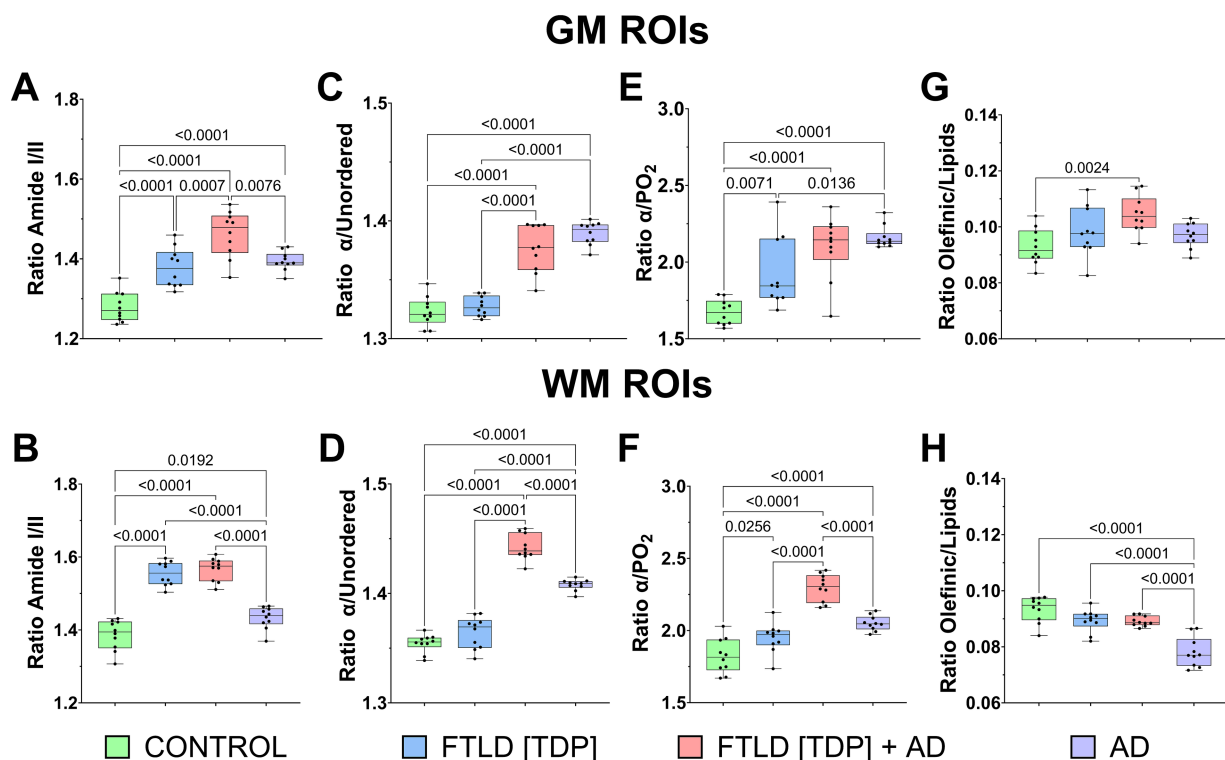 GM ROIs
A
Ratio Amide I/II
1.8
1.6
1.4
1.2
<0.0001
<0.0001
<0.0001
0.0007
0.0076
C
Ratio α/Unordered
1.5
1.4
1.3
<0.0001
<0.0001
<0.0001
<0.0001
E
Ratio α/PO2
3.0
2.5
2.0
1.5
<0.0001
<0.0001
0.0071
0.0136
G
Ratio Olefinic/Lipids
0.14
0.12
0.10
0.08
0.06
0.0024
WM ROIs
B
Ratio Amide I/II
1.8
1.6
1.4
1.2
0.0192
<0.0001
<0.0001
<0.0001
<0.0001
D
Ratio α/Unordered
1.5
1.4
1.3
<0.0001
<0.0001
<0.0001
<0.0001
<0.0001
F
Ratio α/PO2
3.0
2.5
2.0
1.5
<0.0001
<0.0001
0.0256
<0.0001
<0.0001
H
Ratio Olefinic/Lipids
0.14
0.12
0.10
0.08
0.06
<0.0001
<0.0001
<0.0001
CONTROL
FTLD [TDP]
FTLD [TDP] + AD
AD